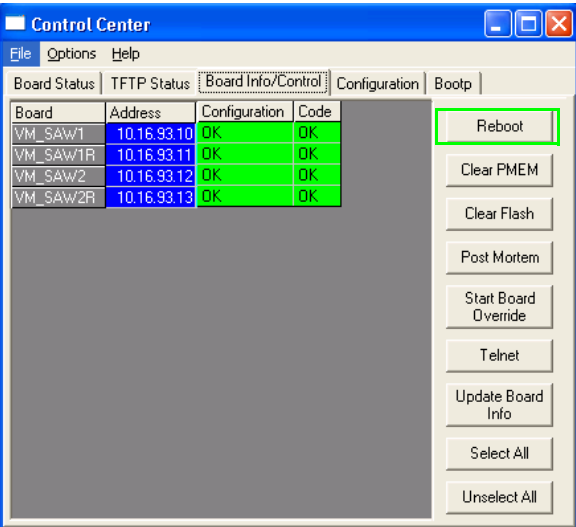 Control Center
File Options Help
Board Status TFTP Status Board Info/Control Configuration Bootp
Board Address Configuration Code
VM_SAW1 10.16.93.10 OK OK
VM_SAW1R 10.16.93.11 OK OK
VM_SAW2 10.16.93.12 OK OK
VM_SAW2R 10.16.93.13 OK OK
Reboot
Clear PMEM
Clear Flash
Post Mortem
Start Board
Override
Telnet
Update Board
Info
Select All
Unselect All